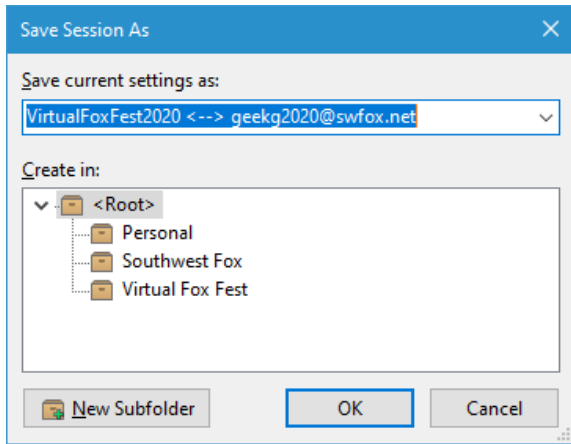 Save Session As
Save current settings as:
VirtualFoxFest2020 <--> geekg2020@swfox.net
Create in:
<Root>
Personal
Southwest Fox
Virtual Fox Fest
New Subfolder OK Cancel